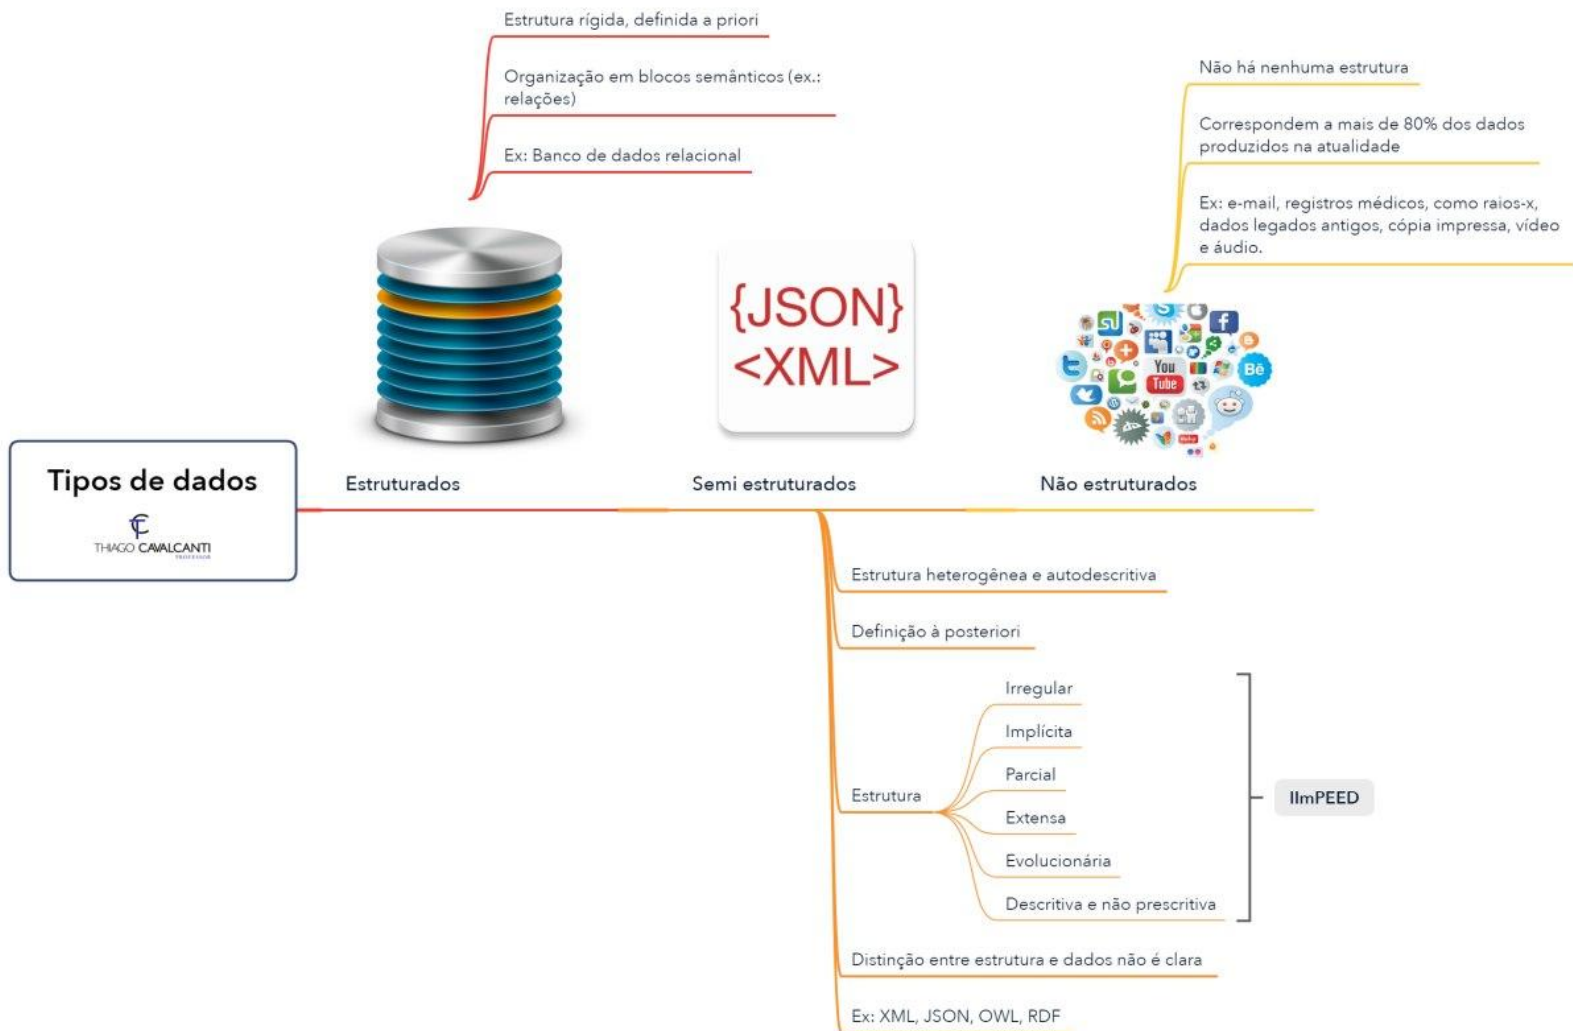 Estrutura rígida, definida a priori
Organização em blocos semânticos (ex.:
relações)
Ex: Banco de dados relacional
Não há nenhuma estrutura
Correspondem a mais de 80% dos dados
produzidos na atualidade
Ex: e-mail, registros médicos, como raios-x,
dados legados antigos, cópia impressa, vídeo
e áudio.
{JSON}
<XML>
You
Tube
Bē
Tipos de dados
THIAGO CAVALCANTI
PROFESSOR
Estruturados
Semi estruturados
Não estruturados
Estrutura heterogênea e autodescritiva
Definição à posteriori
Estrutura
Irregular
Implícita
Parcial
Extensa
Evolucionária
Descritiva e não prescritiva
IImPEED
Distinção entre estrutura e dados não é clara
Ex: XML, JSON, OWL, RDF